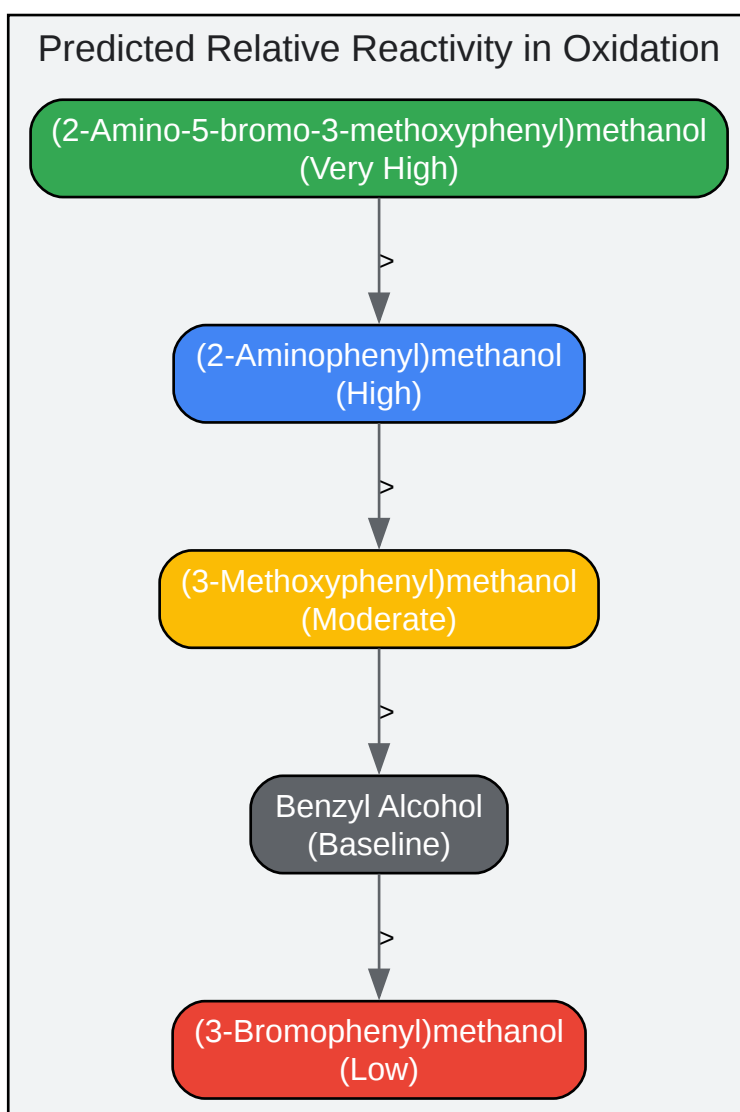 Predicted Relative Reactivity in Oxidation
(2-Amino-5-bromo-3-methoxyphenyl)methanol
(Very High)
>
(2-Aminophenyl)methanol
(High)
>
(3-Methoxyphenyl)methanol
(Moderate)
>
Benzyl Alcohol
(Baseline)
>
(3-Bromophenyl)methanol
(Low)